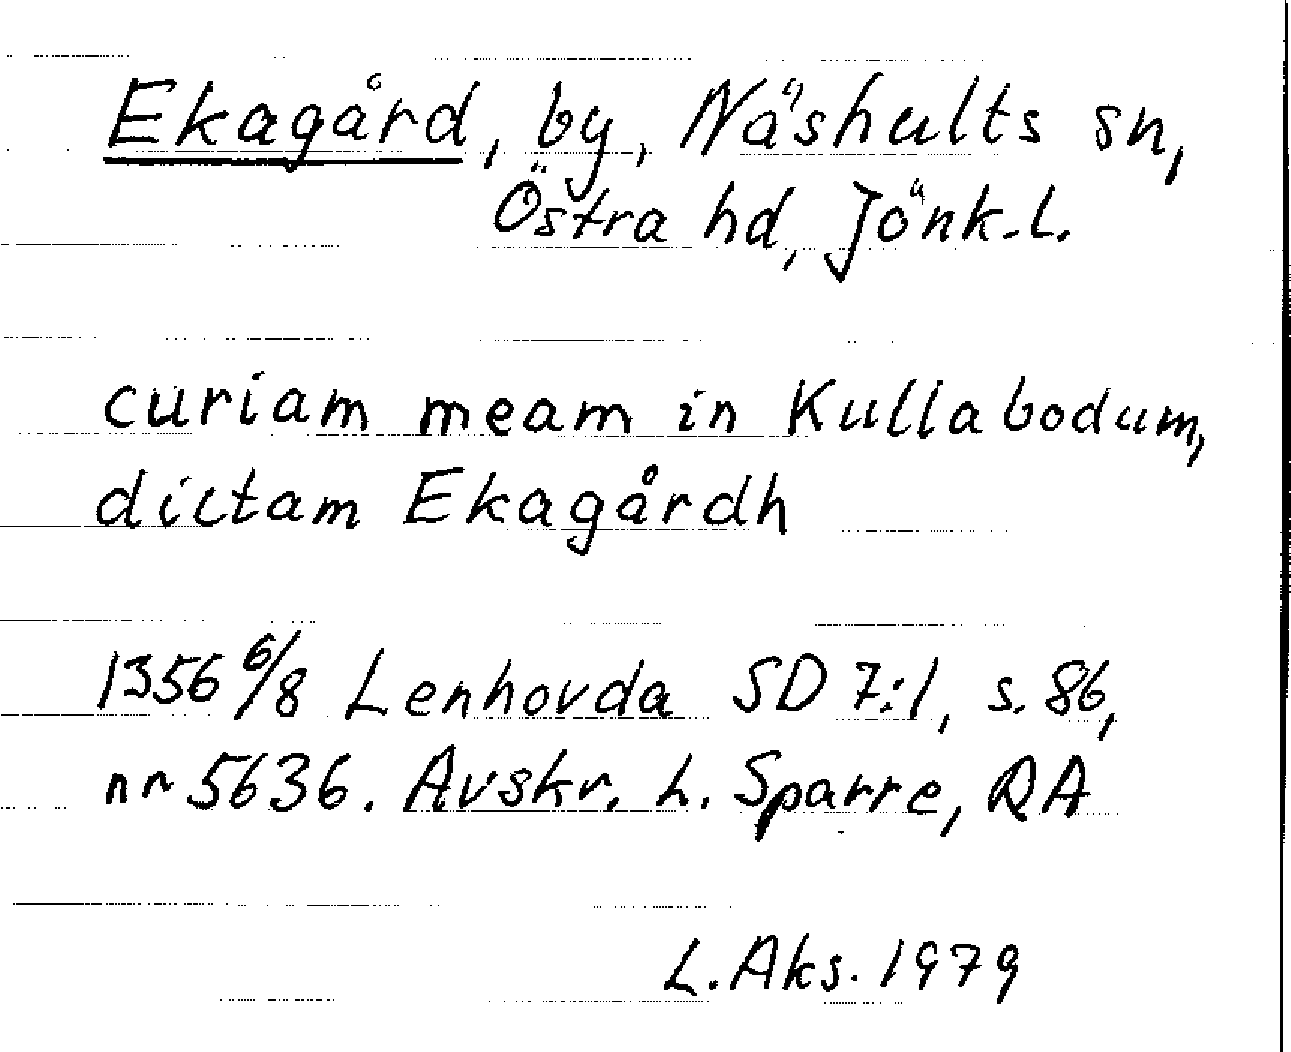 Ekagård, by, Näshults sn,
Östra hd, Jönk.l.
curiam meam in Kullabodum,
dictam Ekagårdh
1356 6/8 Lenhovda SD 7:1, s. 86,
nr 5636. Avskr. L. Sparre, RA
L. Aks. 1979